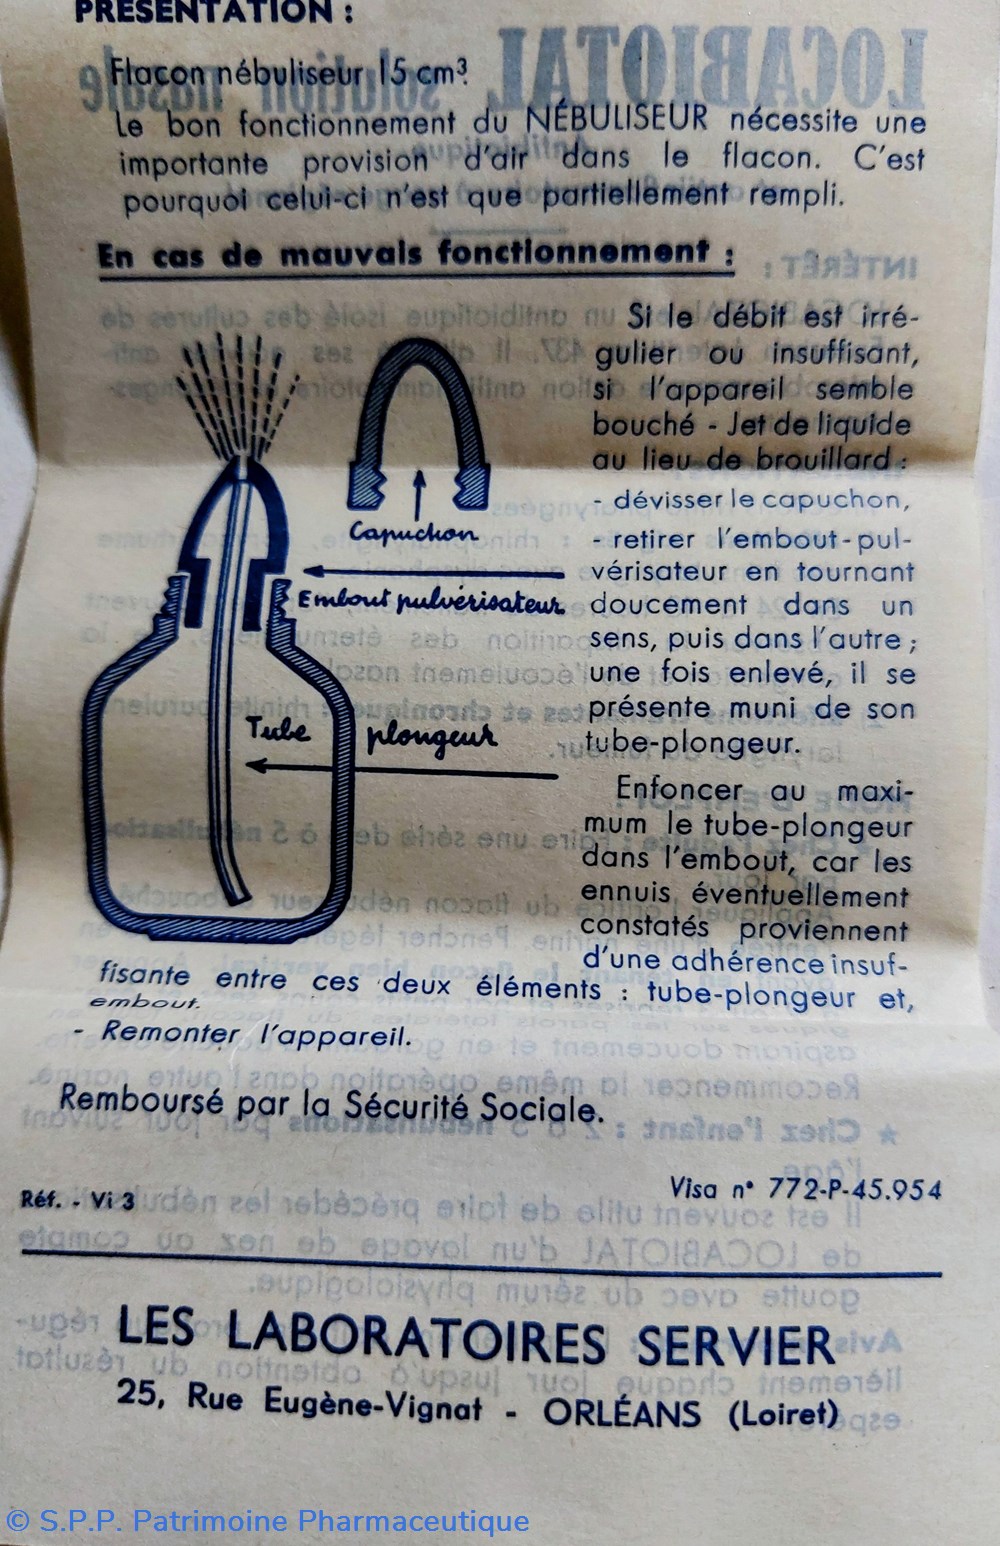 PRÉSENTATION :
Flacon nébuliseur 15 cm³.
Le bon fonctionnement du NÉBULISEUR nécessite une
importante provision d'air dans le flacon. C'est
pourquoi celui-ci n'est que partiellement rempli.
En cas de mauvais fonctionnement :
Si le débit est irré-
gulier ou insuffisant,
si l'appareil semble
bouché - Jet de liquide
au lieu de brouillard :
- dévisser le capuchon,
- retirer l'embout-pul-
vérisateur en tournant
doucement dans un
sens, puis dans l'autre ;
une fois enlevé, il se
présente muni de son
tube-plongeur.
Enfoncer au maxi-
mum le tube-plongeur
dans l'embout, car les
ennuis éventuellement
constatés proviennent
d'une adhérence insuf-
fisante entre ces deux éléments : tube-plongeur et,
embout.
- Remonter l'appareil.
Capuchon
Embout pulvérisateur
Tube plongeur
Remboursé par la Sécurité Sociale.
Réf. - Vi 3
Visa n° 772-P-45.954
LES LABORATOIRES SERVIER
25, Rue Eugène-Vignat - ORLÉANS (Loiret)
© S.P.P. Patrimoine Pharmaceutique